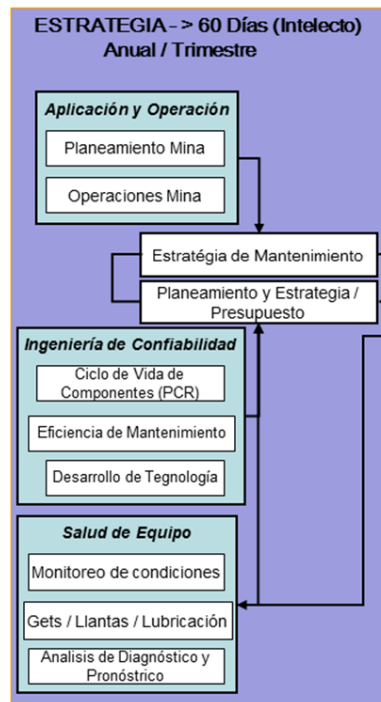 ESTRATEGIA - > 60 Días (Intelecto)
Anual / Trimestre
Aplicación y Operación
Planeamiento Mina
Operaciones Mina
Estratégia de Mantenimiento
Planeamiento y Estrategia /
Presupuesto
Ingeniería de Confiabilidad
Ciclo de Vida de
Componentes (PCR)
Eficiencia de Mantenimiento
Desarrollo de Tegnología
Salud de Equipo
Monitoreo de condiciones
Gets / Llantas / Lubricación
Analisis de Diagnóstico y
Pronóstrico